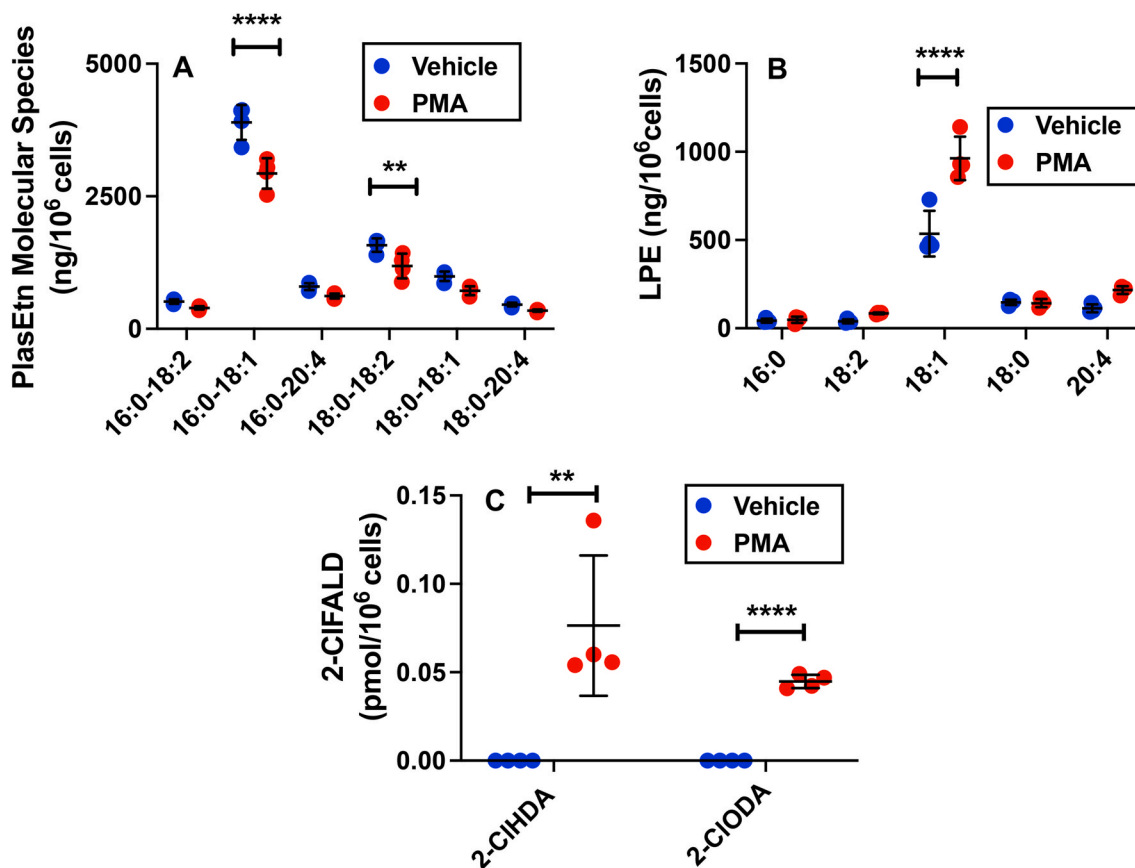 ****
A
Vehicle
PMA
**
5000
2500
0
PlasEtn Molecular Species
(ng/10⁶ cells)
16:0-18:2
16:0-18:1
16:0-20:4
18:0-18:2
18:0-18:1
18:0-20:4
****
B
Vehicle
PMA
1500
1000
500
0
LPE (ng/10⁶cells)
16:0
18:2
18:1
18:0
20:4
**
C
Vehicle
PMA
****
0.15
0.10
0.05
0.00
2-ClFALD
(pmol/10⁶ cells)
2-ClHDA
2-ClODA